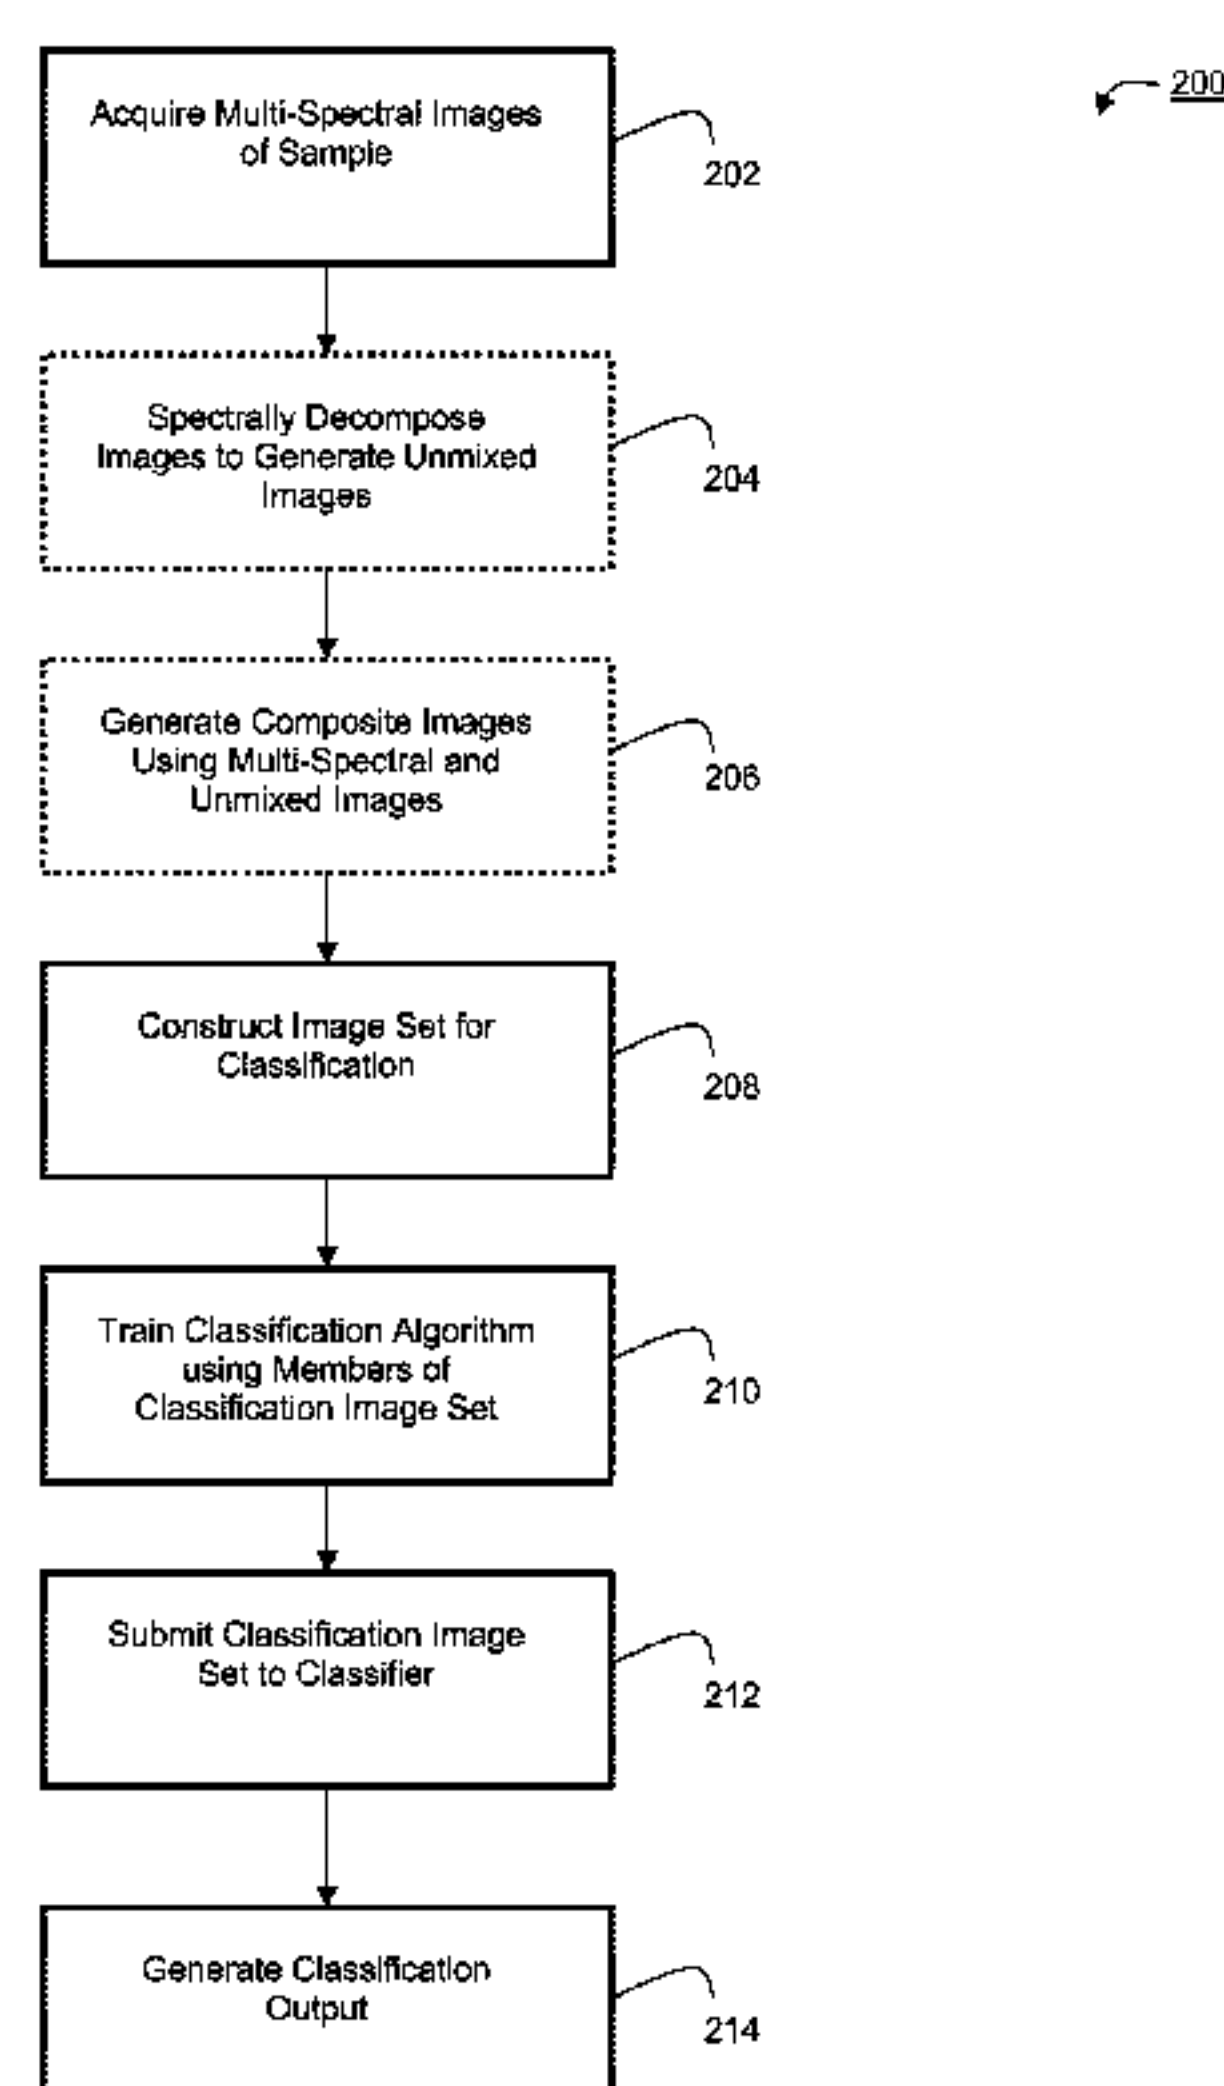 200
Acquire Multi-Spectral Images
of Sample
202
Spectrally Decompose
Images to Generate Unmixed
Images
204
Generate Composite Images
Using Multi-Spectral and
Unmixed Images
206
Construct Image Set for
Classification
208
Train Classification Algorithm
using Members of
Classification Image Set
210
Submit Classification Image
Set to Classifier
212
Generate Classification
Output
214